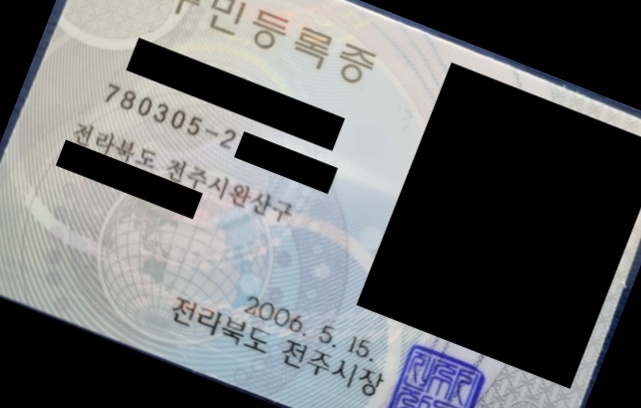 주민등록증
780305-2
전라북도 전주시완산구
2006. 5. 15.
전라북도 전주시장